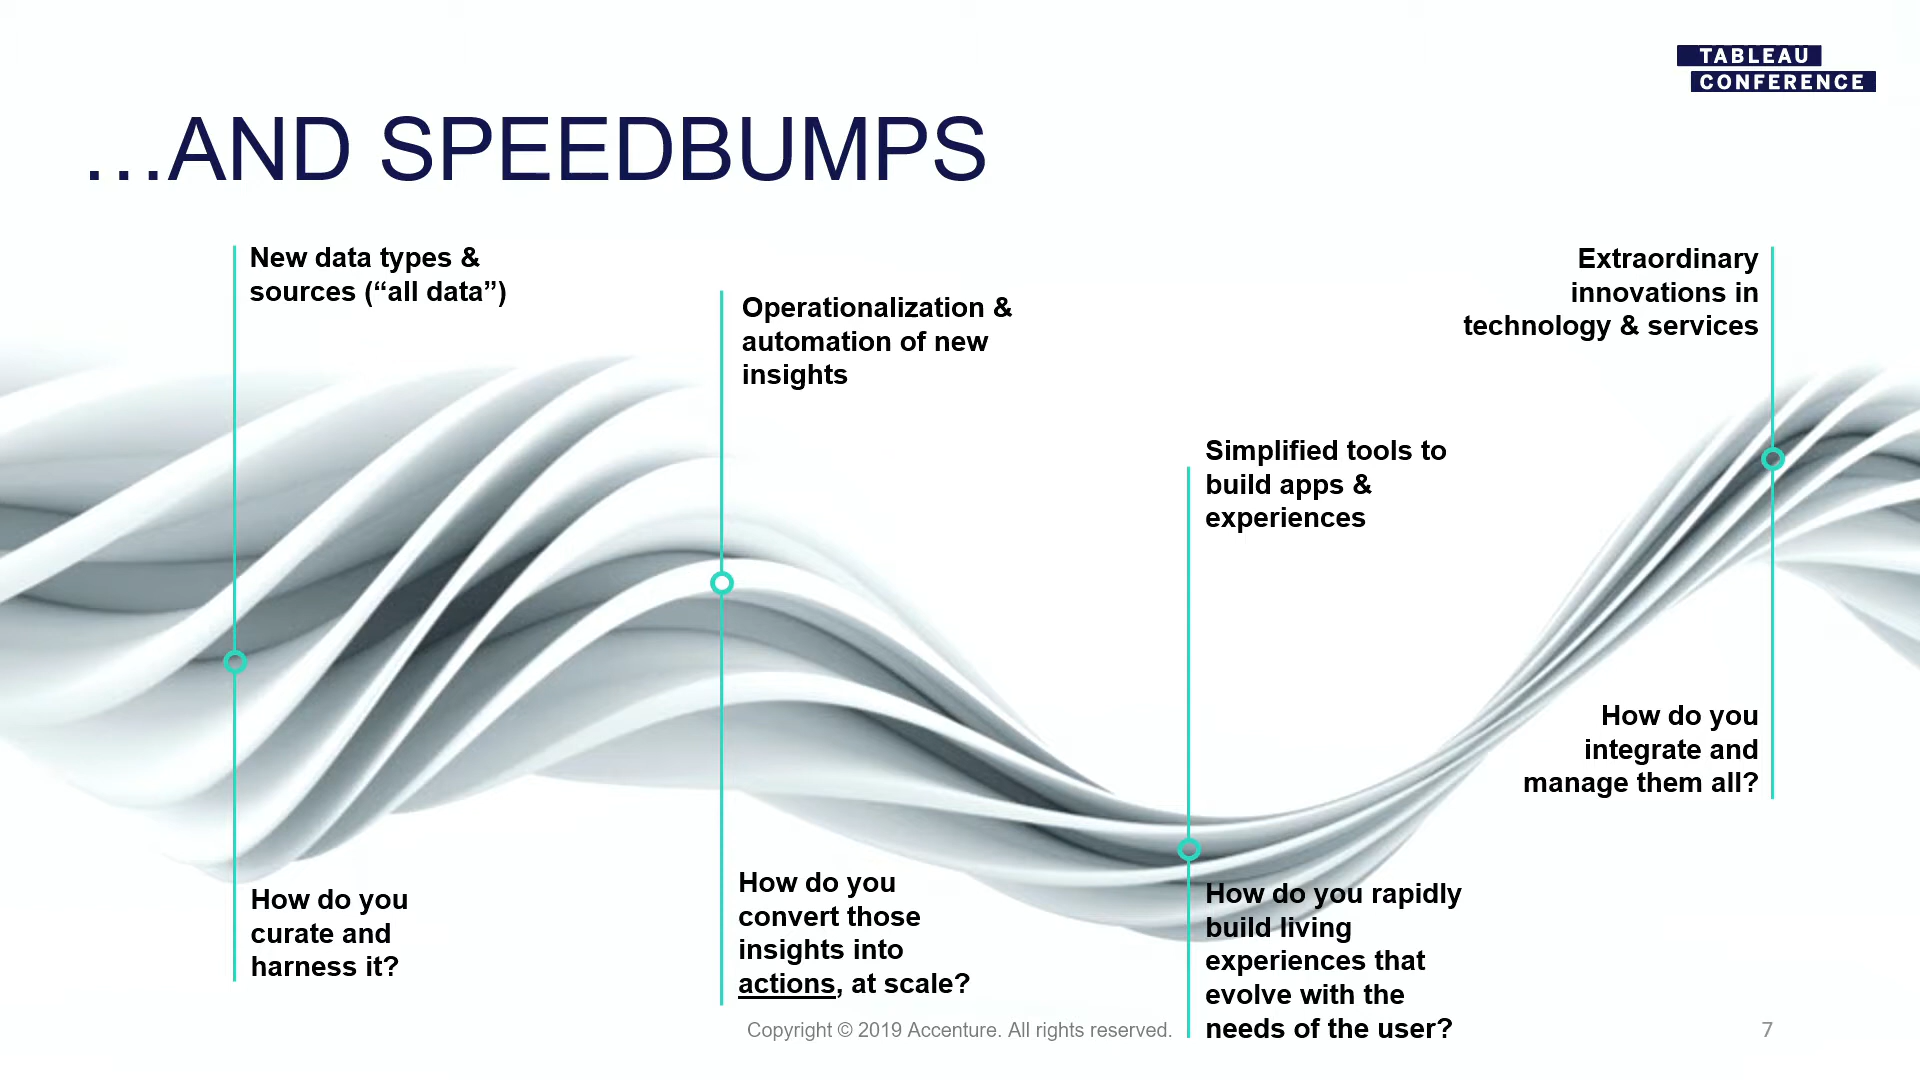 TABLEAU
CONFERENCE
…AND SPEEDBUMPS
New data types &
sources (“all data”)
Operationalization &
automation of new
insights
Simplified tools to
build apps &
experiences
Extraordinary
innovations in
technology & services
How do you
curate and
harness it?
How do you
convert those
insights into
actions, at scale?
How do you rapidly
build living
experiences that
evolve with the
needs of the user?
How do you
integrate and
manage them all?
Copyright © 2019 Accenture. All rights reserved.
7